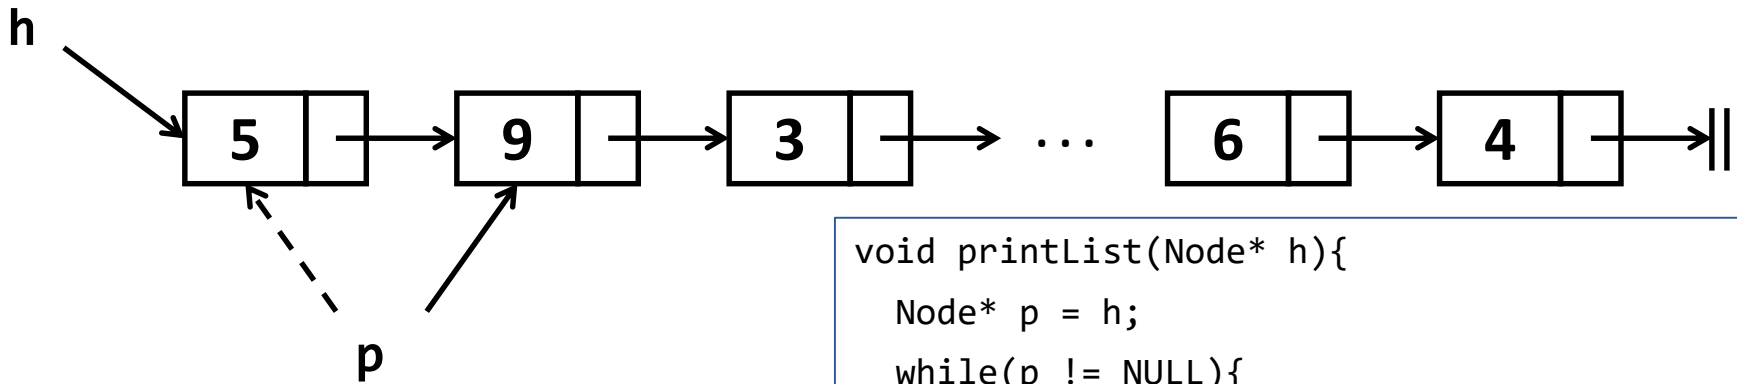 h
5 9 3 ... 6 4
p
void printList(Node* h){
Node* p = h;
while(p != NULL){